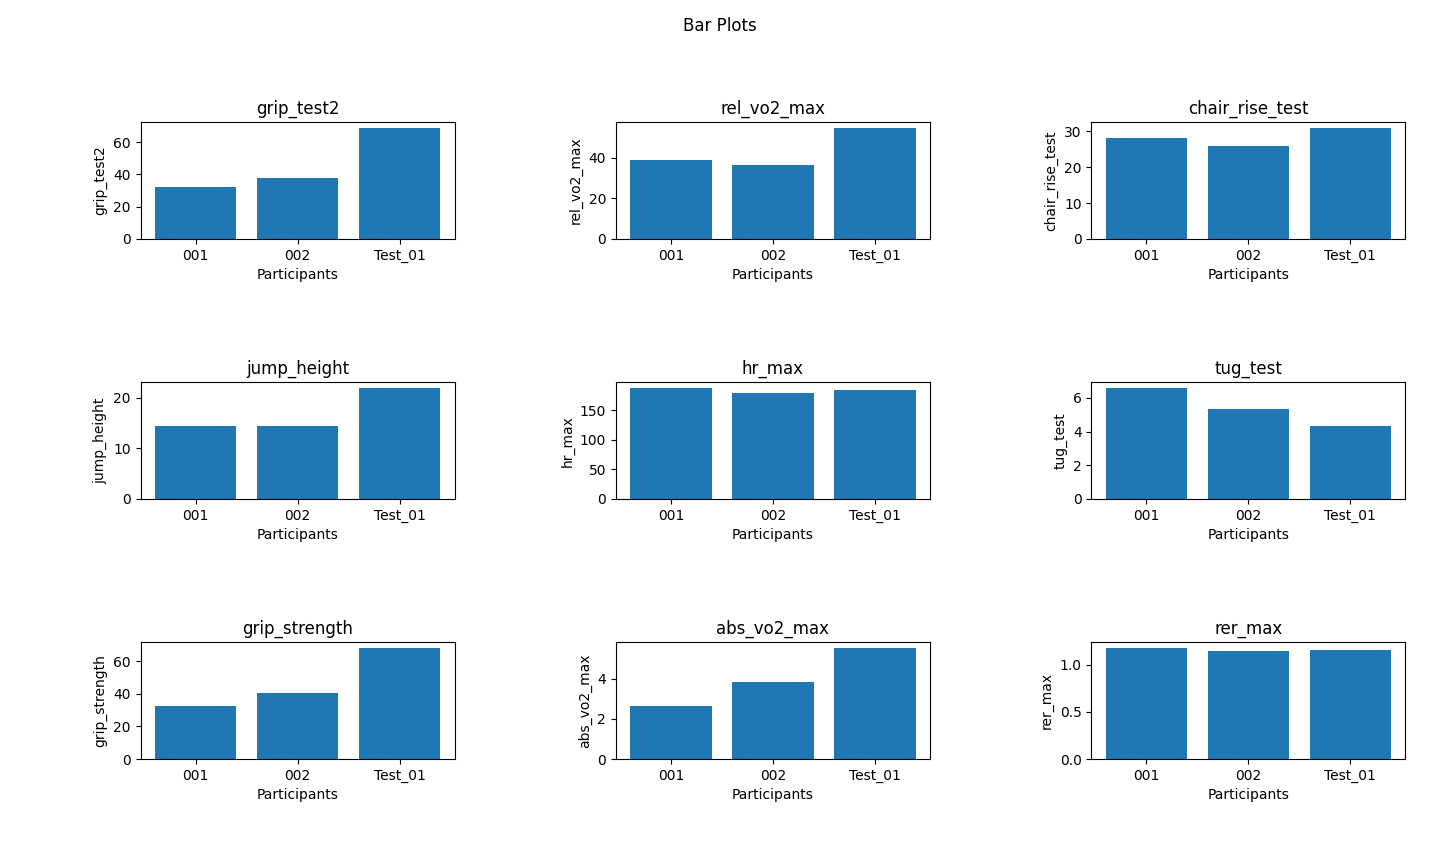 Bar Plots
grip_test2
grip_test2
60
40
20
0
001 002 Test_01
Participants
rel_vo2_max
rel_vo2_max
40
20
0
001 002 Test_01
Participants
chair_rise_test
chair_rise_test
30
20
10
0
001 002 Test_01
Participants
jump_height
jump_height
20
10
0
001 002 Test_01
Participants
hr_max
hr_max
150
100
50
0
001 002 Test_01
Participants
tug_test
tug_test
6
4
2
0
001 002 Test_01
Participants
grip_strength
grip_strength
60
40
20
0
001 002 Test_01
Participants
abs_vo2_max
abs_vo2_max
4
2
0
001 002 Test_01
Participants
rer_max
rer_max
1.0
0.5
0.0
001 002 Test_01
Participants